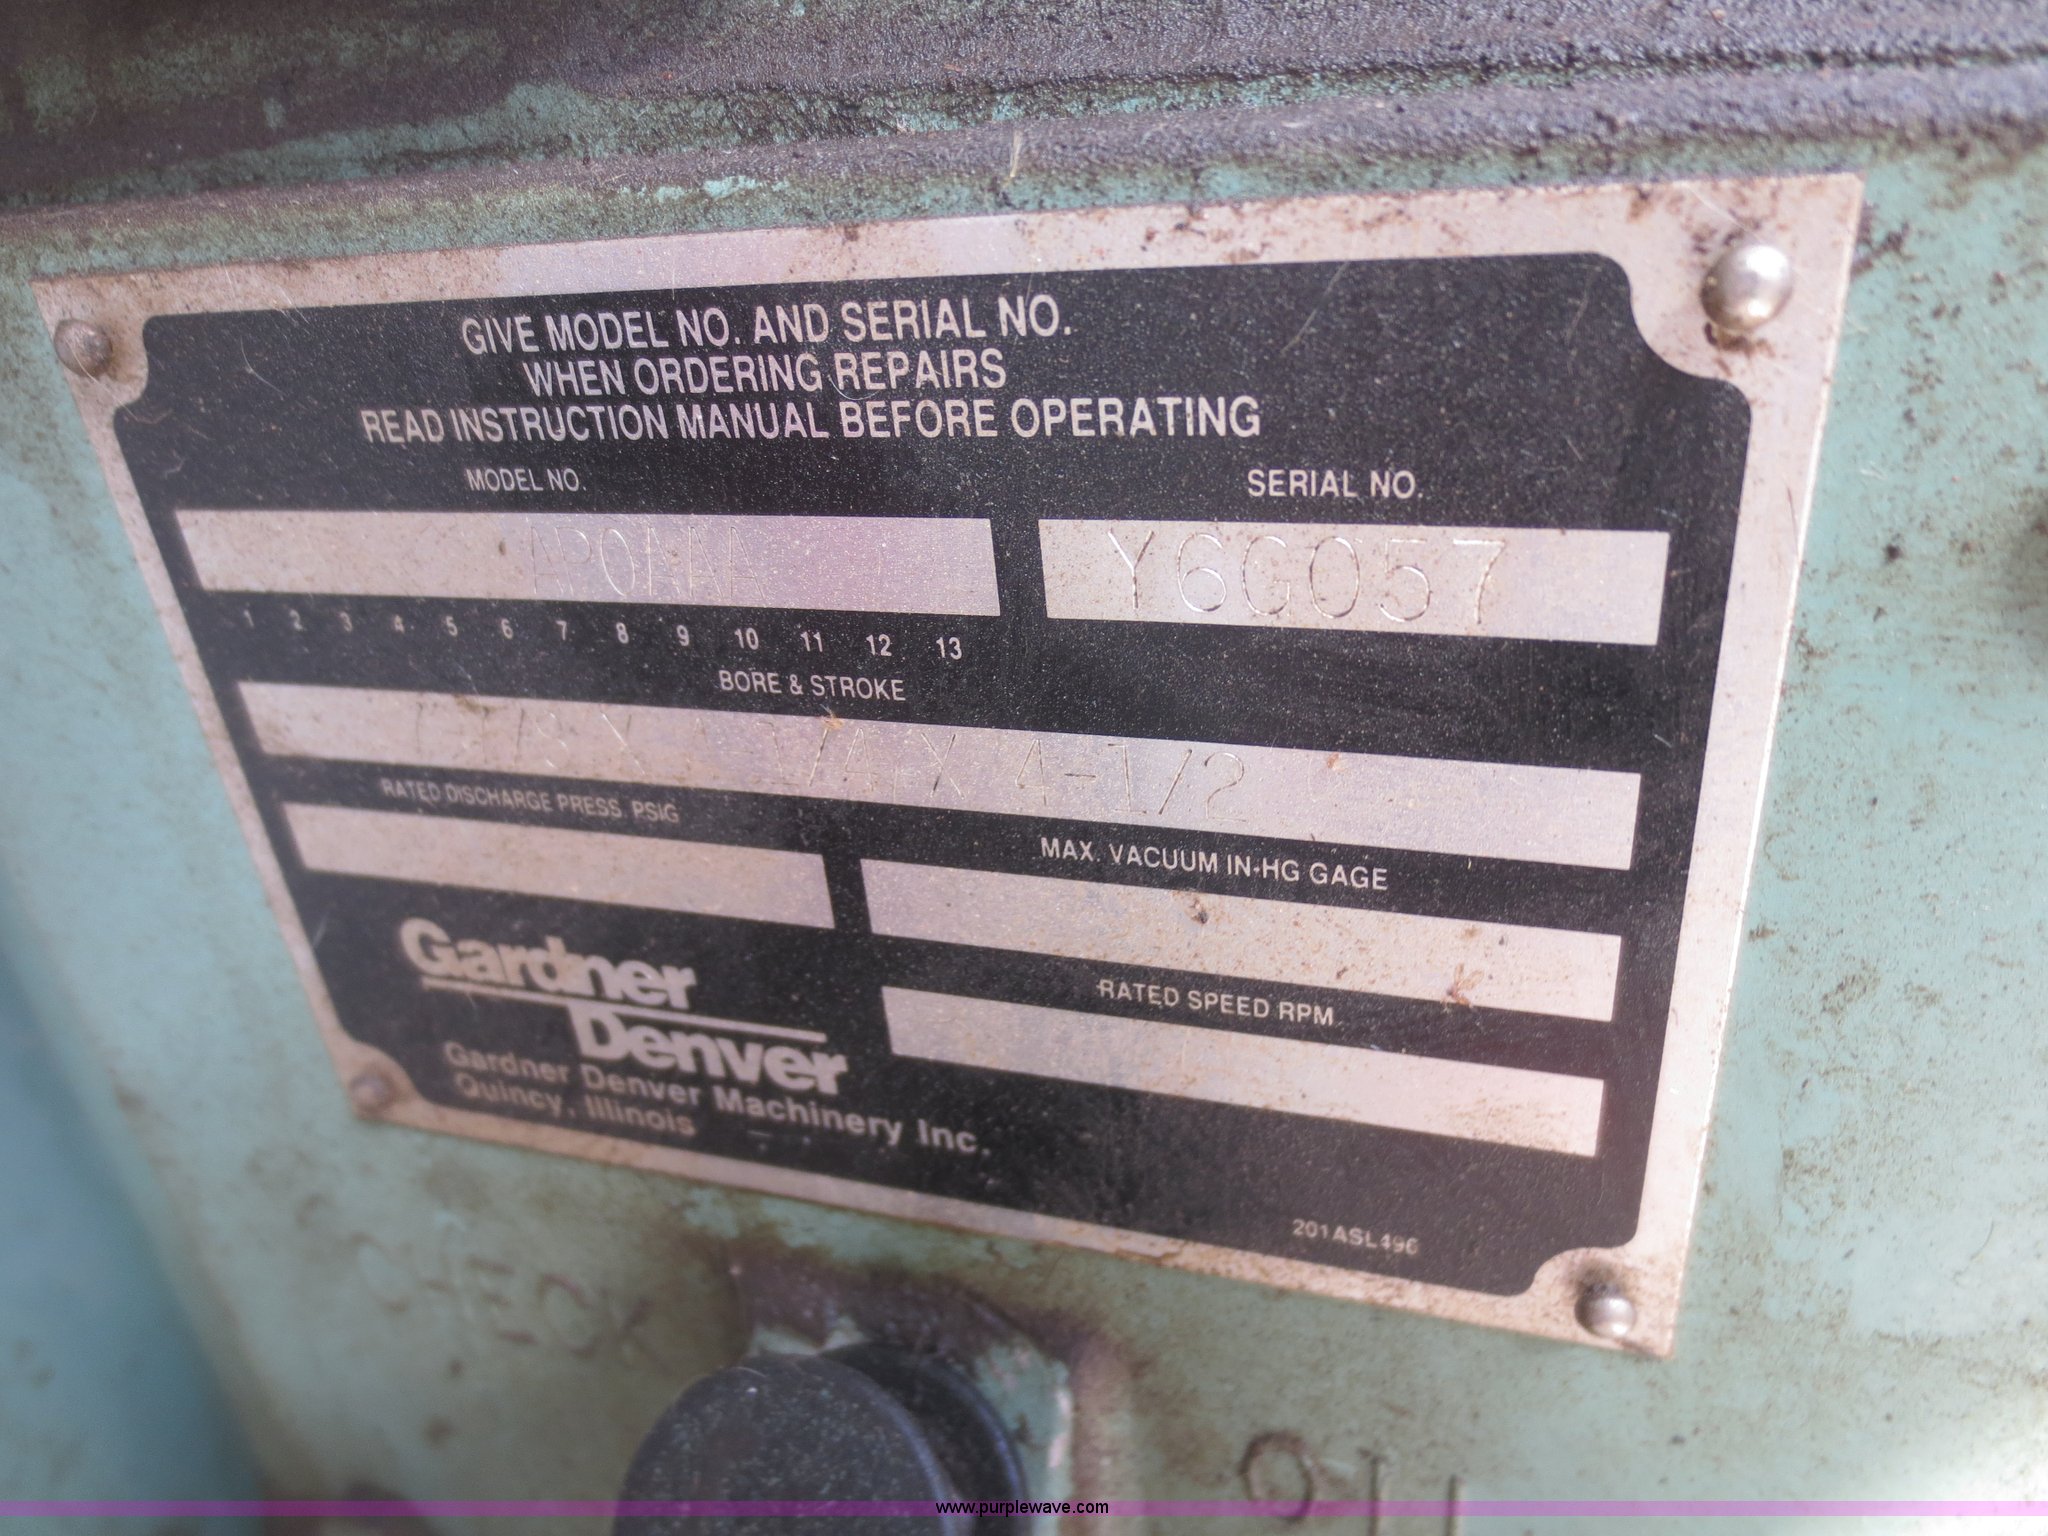 GIVE MODEL NO. AND SERIAL NO.
WHEN ORDERING REPAIRS
READ INSTRUCTION MANUAL BEFORE OPERATING
MODEL NO. SERIAL NO.
APOAAA Y6G057
1 2 3 4 5 6 7 8 9 10 11 12 13
BORE & STROKE
X 4-1/2
RATED DISCHARGE PRESS. PSIG
MAX. VACUUM IN-HG GAGE
RATED SPEED RPM
Gardner
Denver
Gardner Denver Machinery Inc.
Quincy, Illinois
201ASL496
CHECK
OIL
www.purplewave.com